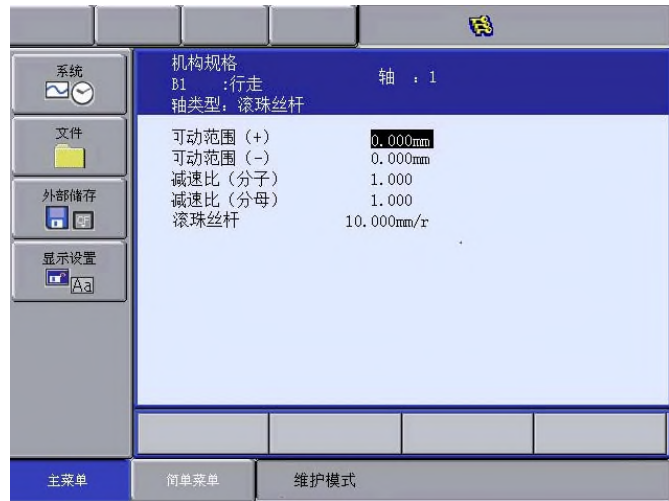 系统
文件
外部储存
显示设置
Aa
机构规格
轴 : 1
B1 :行走
轴类型: 滚珠丝杆
可动范围 (+) 0.000mm
可动范围 (-) 0.000mm
减速比 (分子) 1.000
减速比 (分母) 1.000
滚珠丝杆 10.000mm/r
主菜单
简单菜单
维护模式